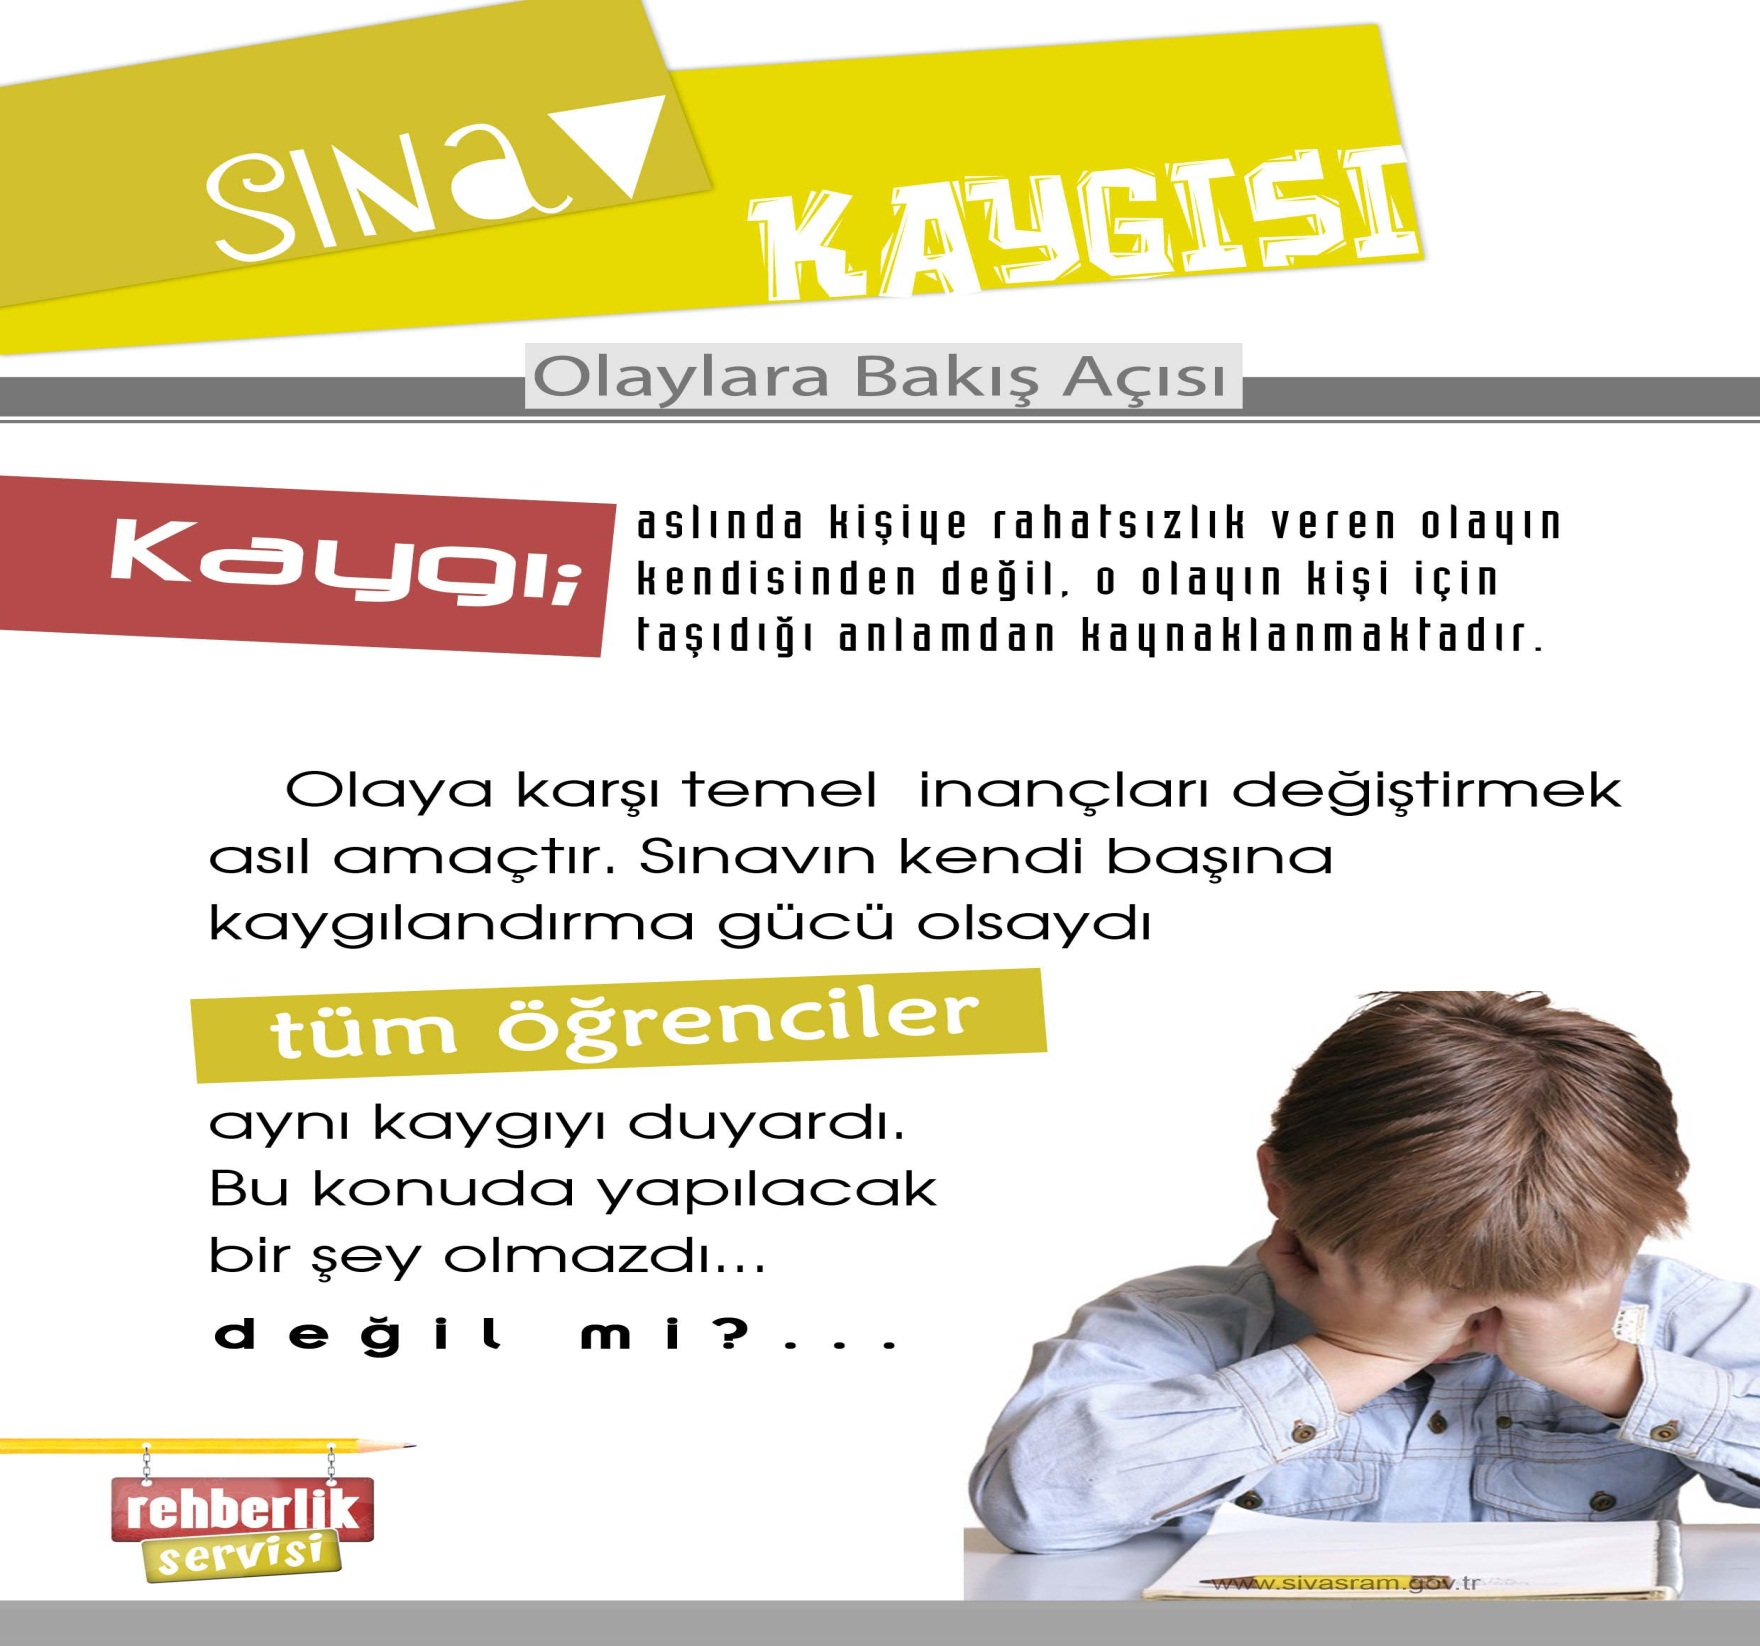 SINAV
KAYGISI
Olaylara Bakış Açısı
Kaygı;
aslında kişiye rahatsızlık veren olayın
kendisinden değil, o olayın kişi için
taşıdığı anlamdan kaynaklanmaktadır.
Olaya karşı temel inançları değiştirmek
asıl amaçtır. Sınavın kendi başına
kaygılandırma gücü olsaydı
tüm öğrenciler
aynı kaygıyı duyardı.
Bu konuda yapılacak
bir şey olmazdı...
değil mi?...
rehberlik
servisi
www.sivasram.gov.tr